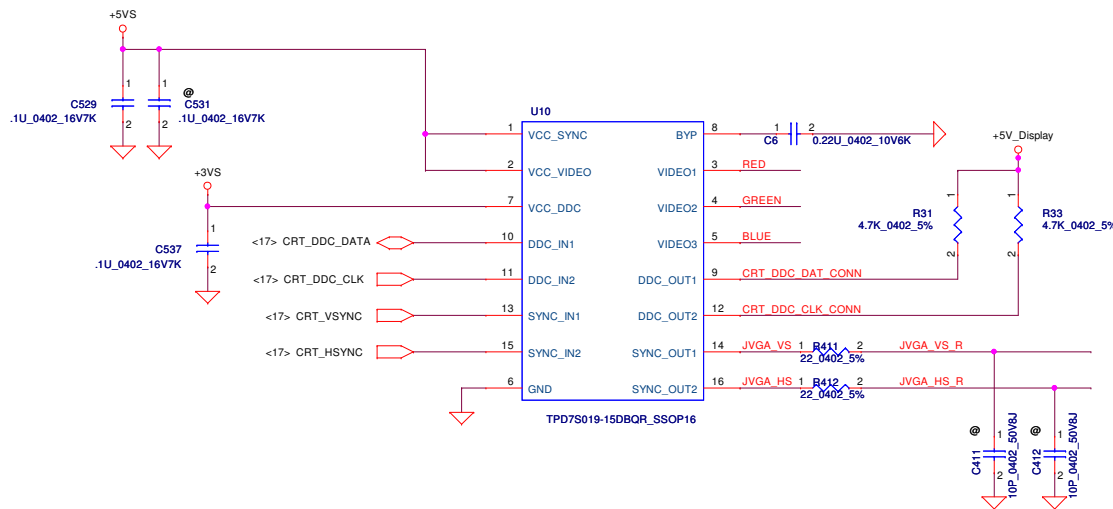 +5VS
1
C529
.1U_0402_16V7K
2
@
1
C531
.1U_0402_16V7K
2
+3VS
1
C537
.1U_0402_16V7K
2
<17> CRT_DDC_DATA
<17> CRT_DDC_CLK
<17> CRT_VSYNC
<17> CRT_HSYNC
U10
1 VCC_SYNC
2 VCC_VIDEO
7 VCC_DDC
10 DDC_IN1
11 DDC_IN2
13 SYNC_IN1
15 SYNC_IN2
6 GND
BYP 8
VIDEO1 3 RED
VIDEO2 4 GREEN
VIDEO3 5 BLUE
DDC_OUT1 9 CRT_DDC_DAT_CONN
DDC_OUT2 12 CRT_DDC_CLK_CONN
SYNC_OUT1 14 JVGA_VS 1 R411 2 JVGA_VS_R
22_0402_5%
SYNC_OUT2 16 JVGA_HS 1 R412 2 JVGA_HS_R
22_0402_5%
TPD7S019-15DBQR_SSOP16
1 2
C6 0.22U_0402_10V6K
+5V_Display
1
R31
4.7K_0402_5%
2
1
R33
4.7K_0402_5%
2
@
1
C411
10P_0402_50V8J
2
@
1
C412
10P_0402_50V8J
2